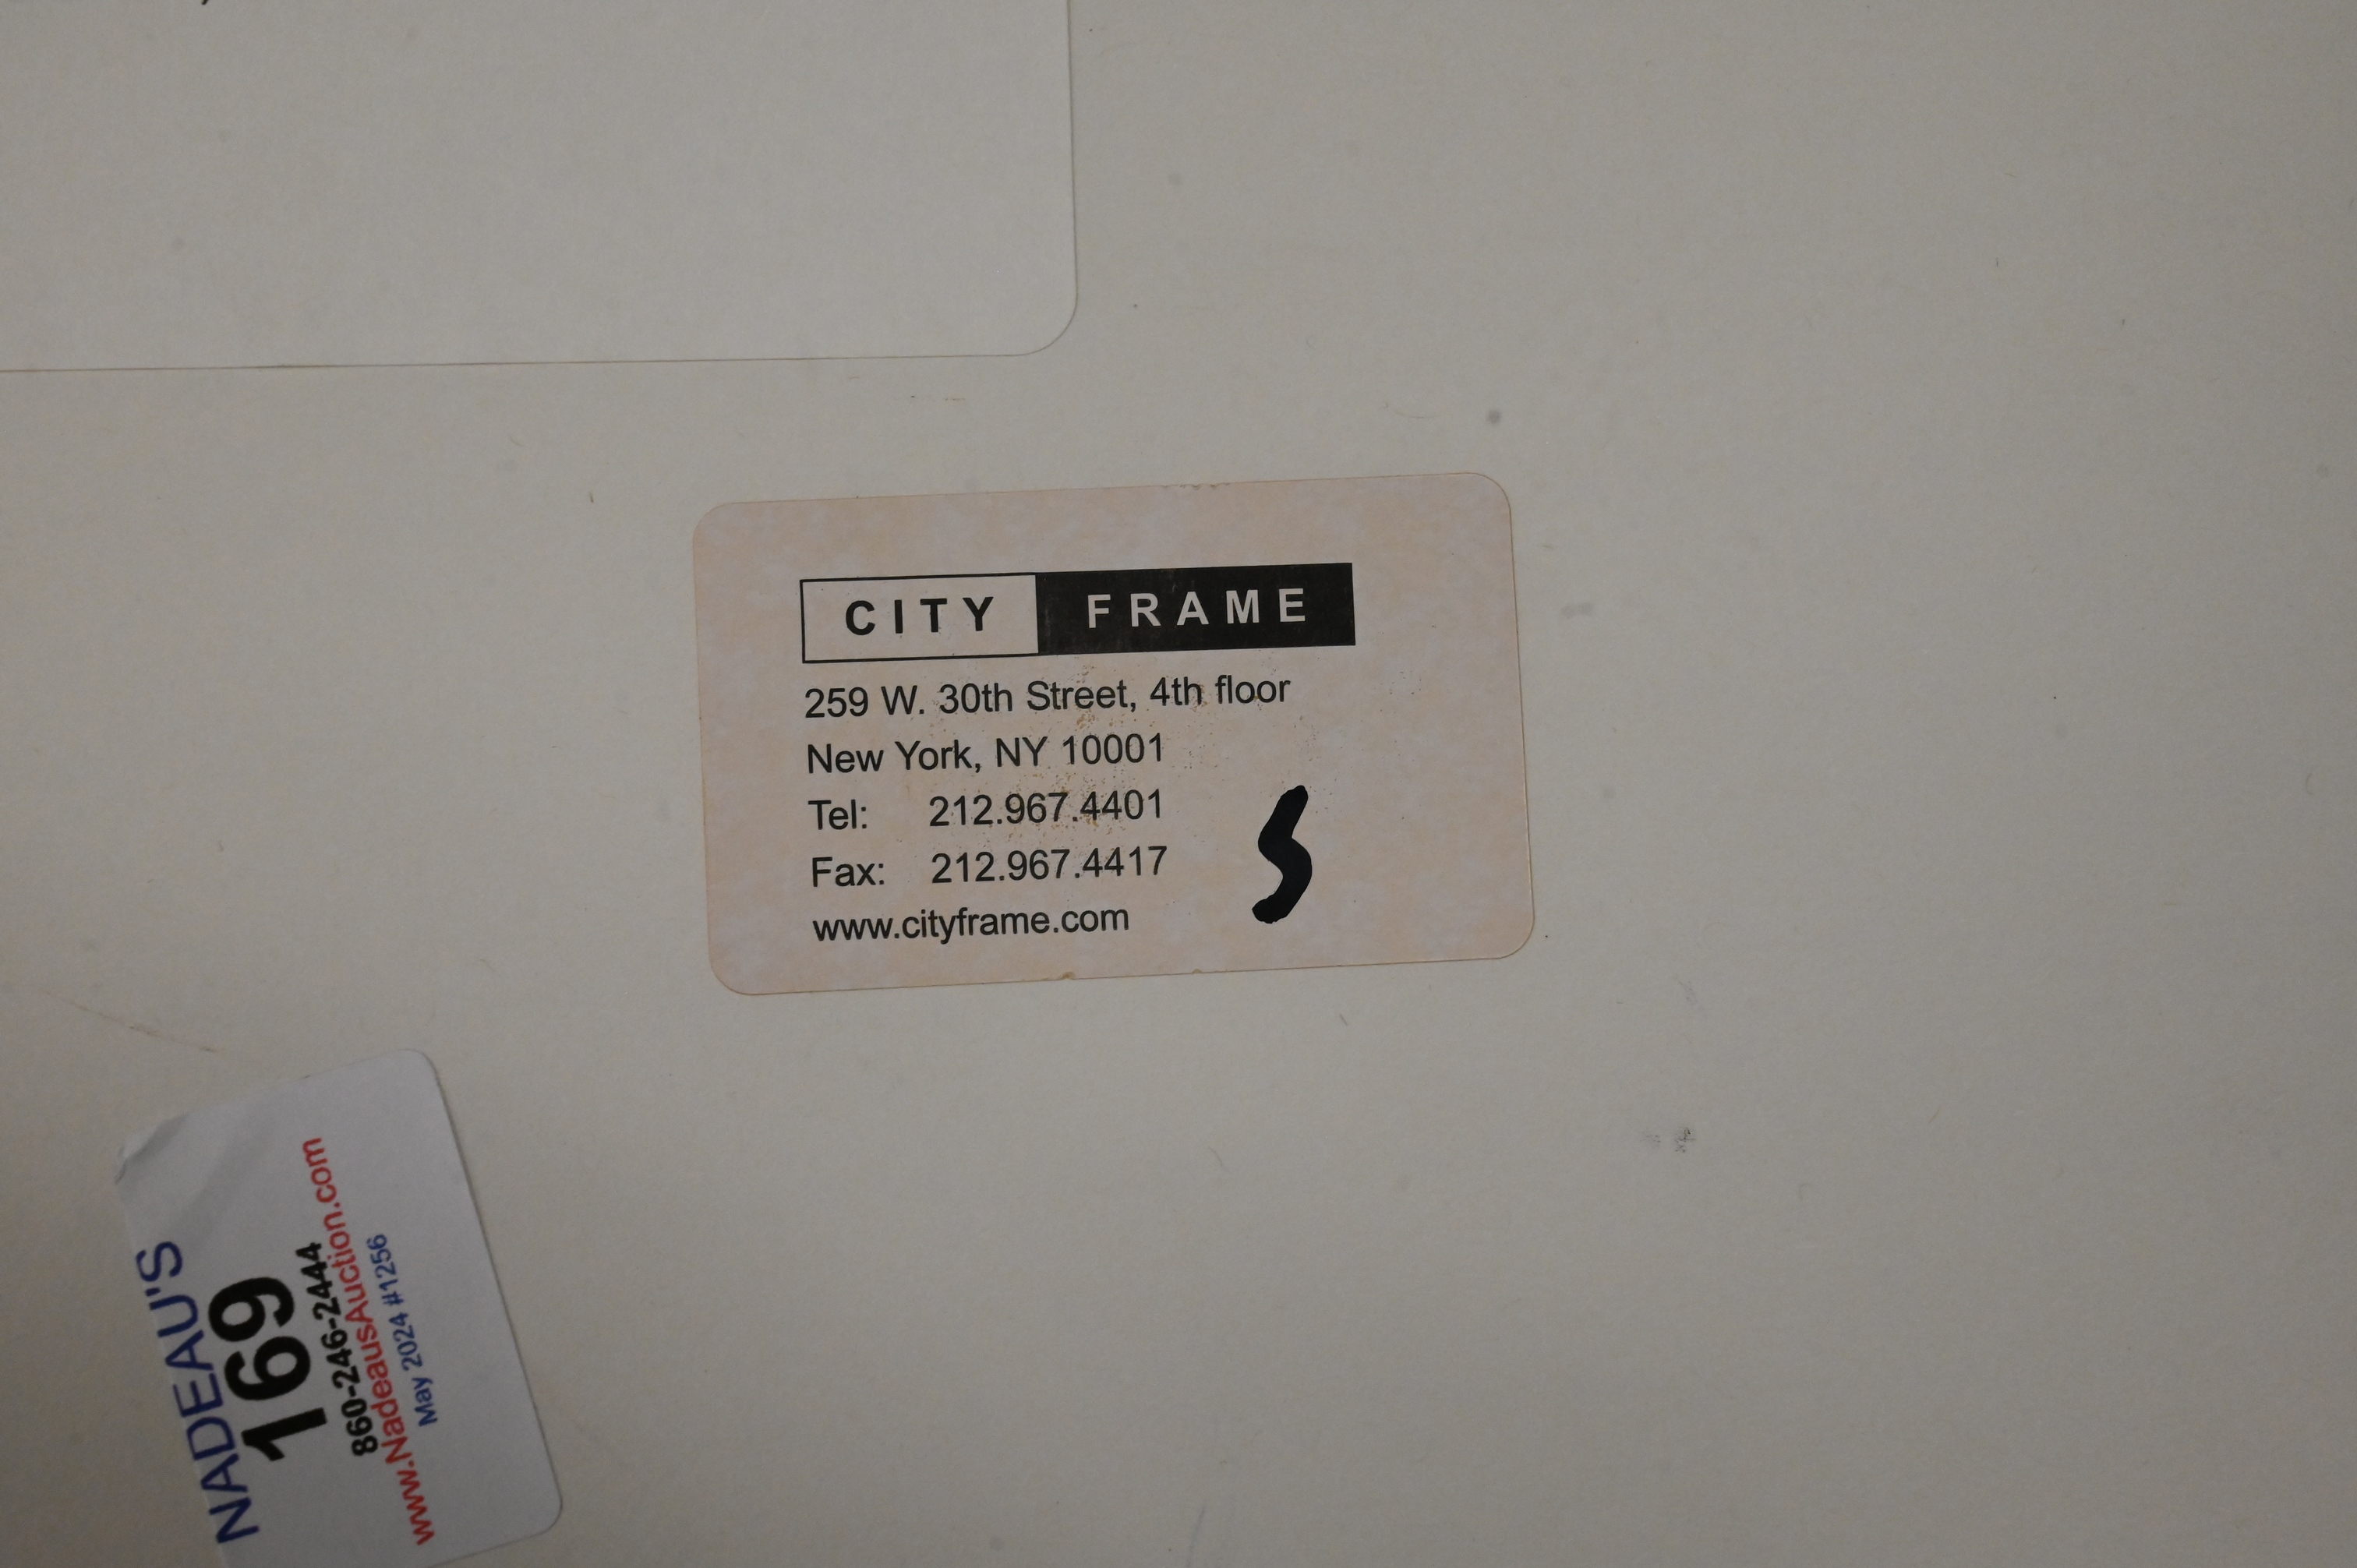 CITY FRAME
259 W. 30th Street, 4th floor
New York, NY 10001
Tel: 212.967.4401
Fax: 212.967.4417
www.cityframe.com
S
NADEAU'S
169
860-246-2444
www.NadeausAuction.com
May 2024 #1256